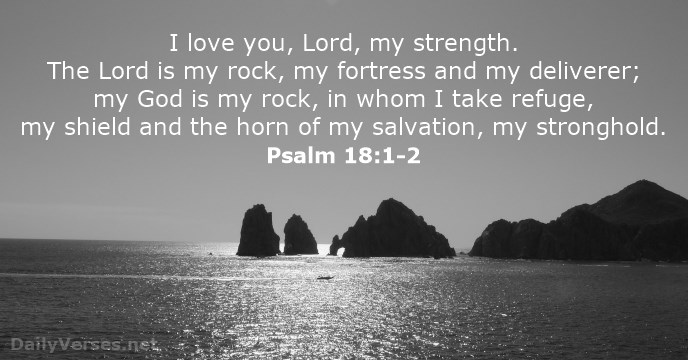 I love you, Lord, my strength.
The Lord is my rock, my fortress and my deliverer;
my God is my rock, in whom I take refuge,
my shield and the horn of my salvation, my stronghold.
Psalm 18:1-2
DailyVerses.net